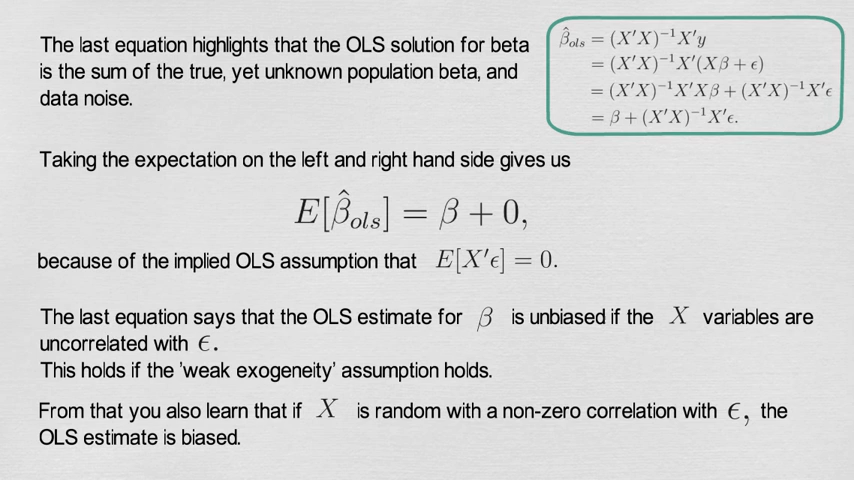 The last equation highlights that the OLS solution for beta
is the sum of the true, yet unknown population beta, and
data noise.
β̂ₒₗₛ = (X′X)⁻¹X′y
= (X′X)⁻¹X′(Xβ + ϵ)
= (X′X)⁻¹X′Xβ + (X′X)⁻¹X′ϵ
= β + (X′X)⁻¹X′ϵ.
Taking the expectation on the left and right hand side gives us
E[β̂ₒₗₛ] = β + 0,
because of the implied OLS assumption that E[X′ϵ] = 0.
The last equation says that the OLS estimate for β is unbiased if the X variables are
uncorrelated with ϵ.
This holds if the 'weak exogeneity' assumption holds.
From that you also learn that if X is random with a non-zero correlation with ϵ, the
OLS estimate is biased.